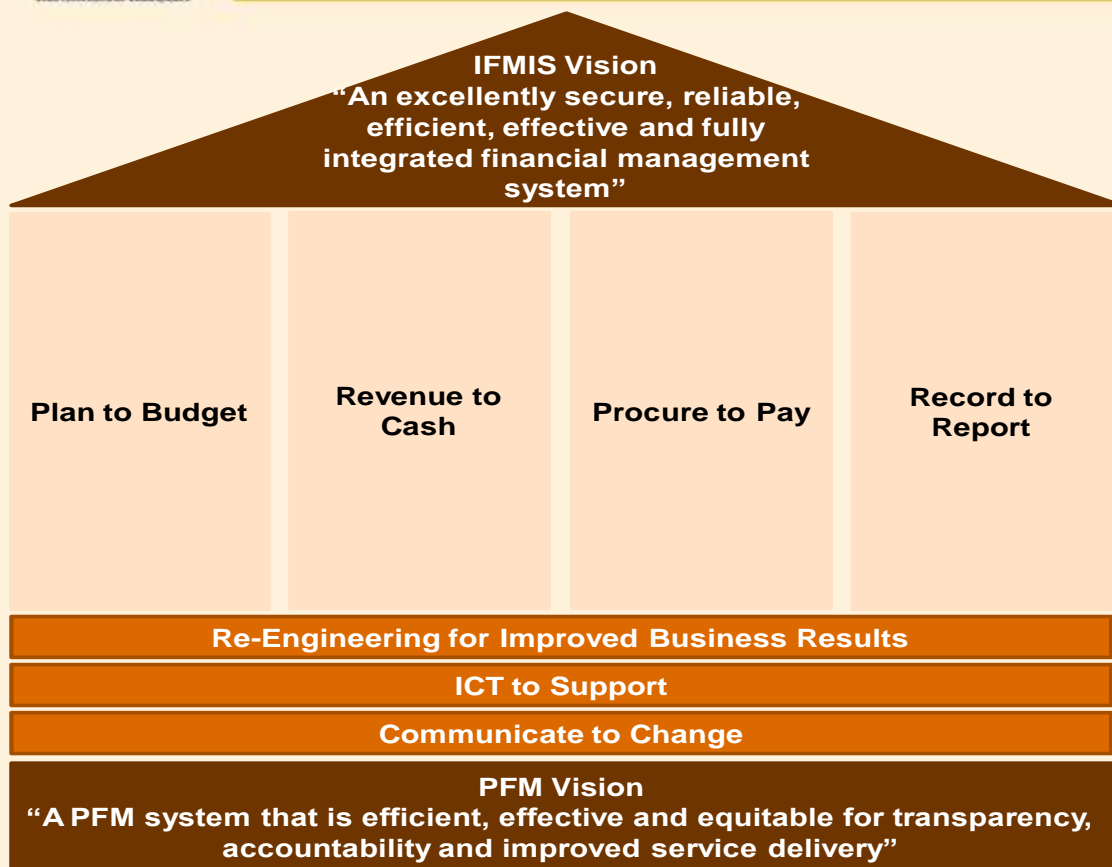 IFMIS Vision
“An excellently secure, reliable,
efficient, effective and fully
integrated financial management
system”
Plan to Budget
Revenue to
Cash
Procure to Pay
Record to
Report
Re-Engineering for Improved Business Results
ICT to Support
Communicate to Change
PFM Vision
“A PFM system that is efficient, effective and equitable for transparency,
accountability and improved service delivery”